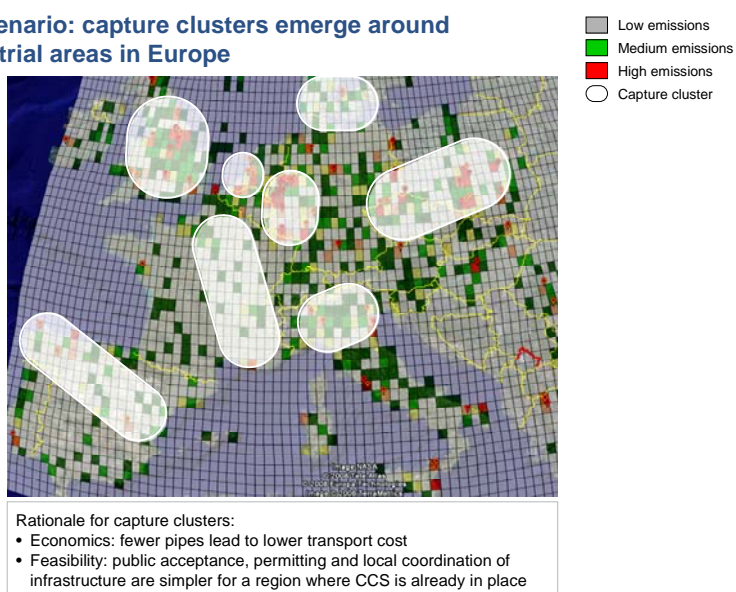 enario: capture clusters emerge around
trial areas in Europe
Low emissions
Medium emissions
High emissions
Capture cluster
Rationale for capture clusters:
• Economics: fewer pipes lead to lower transport cost
• Feasibility: public acceptance, permitting and local coordination of
infrastructure are simpler for a region where CCS is already in place